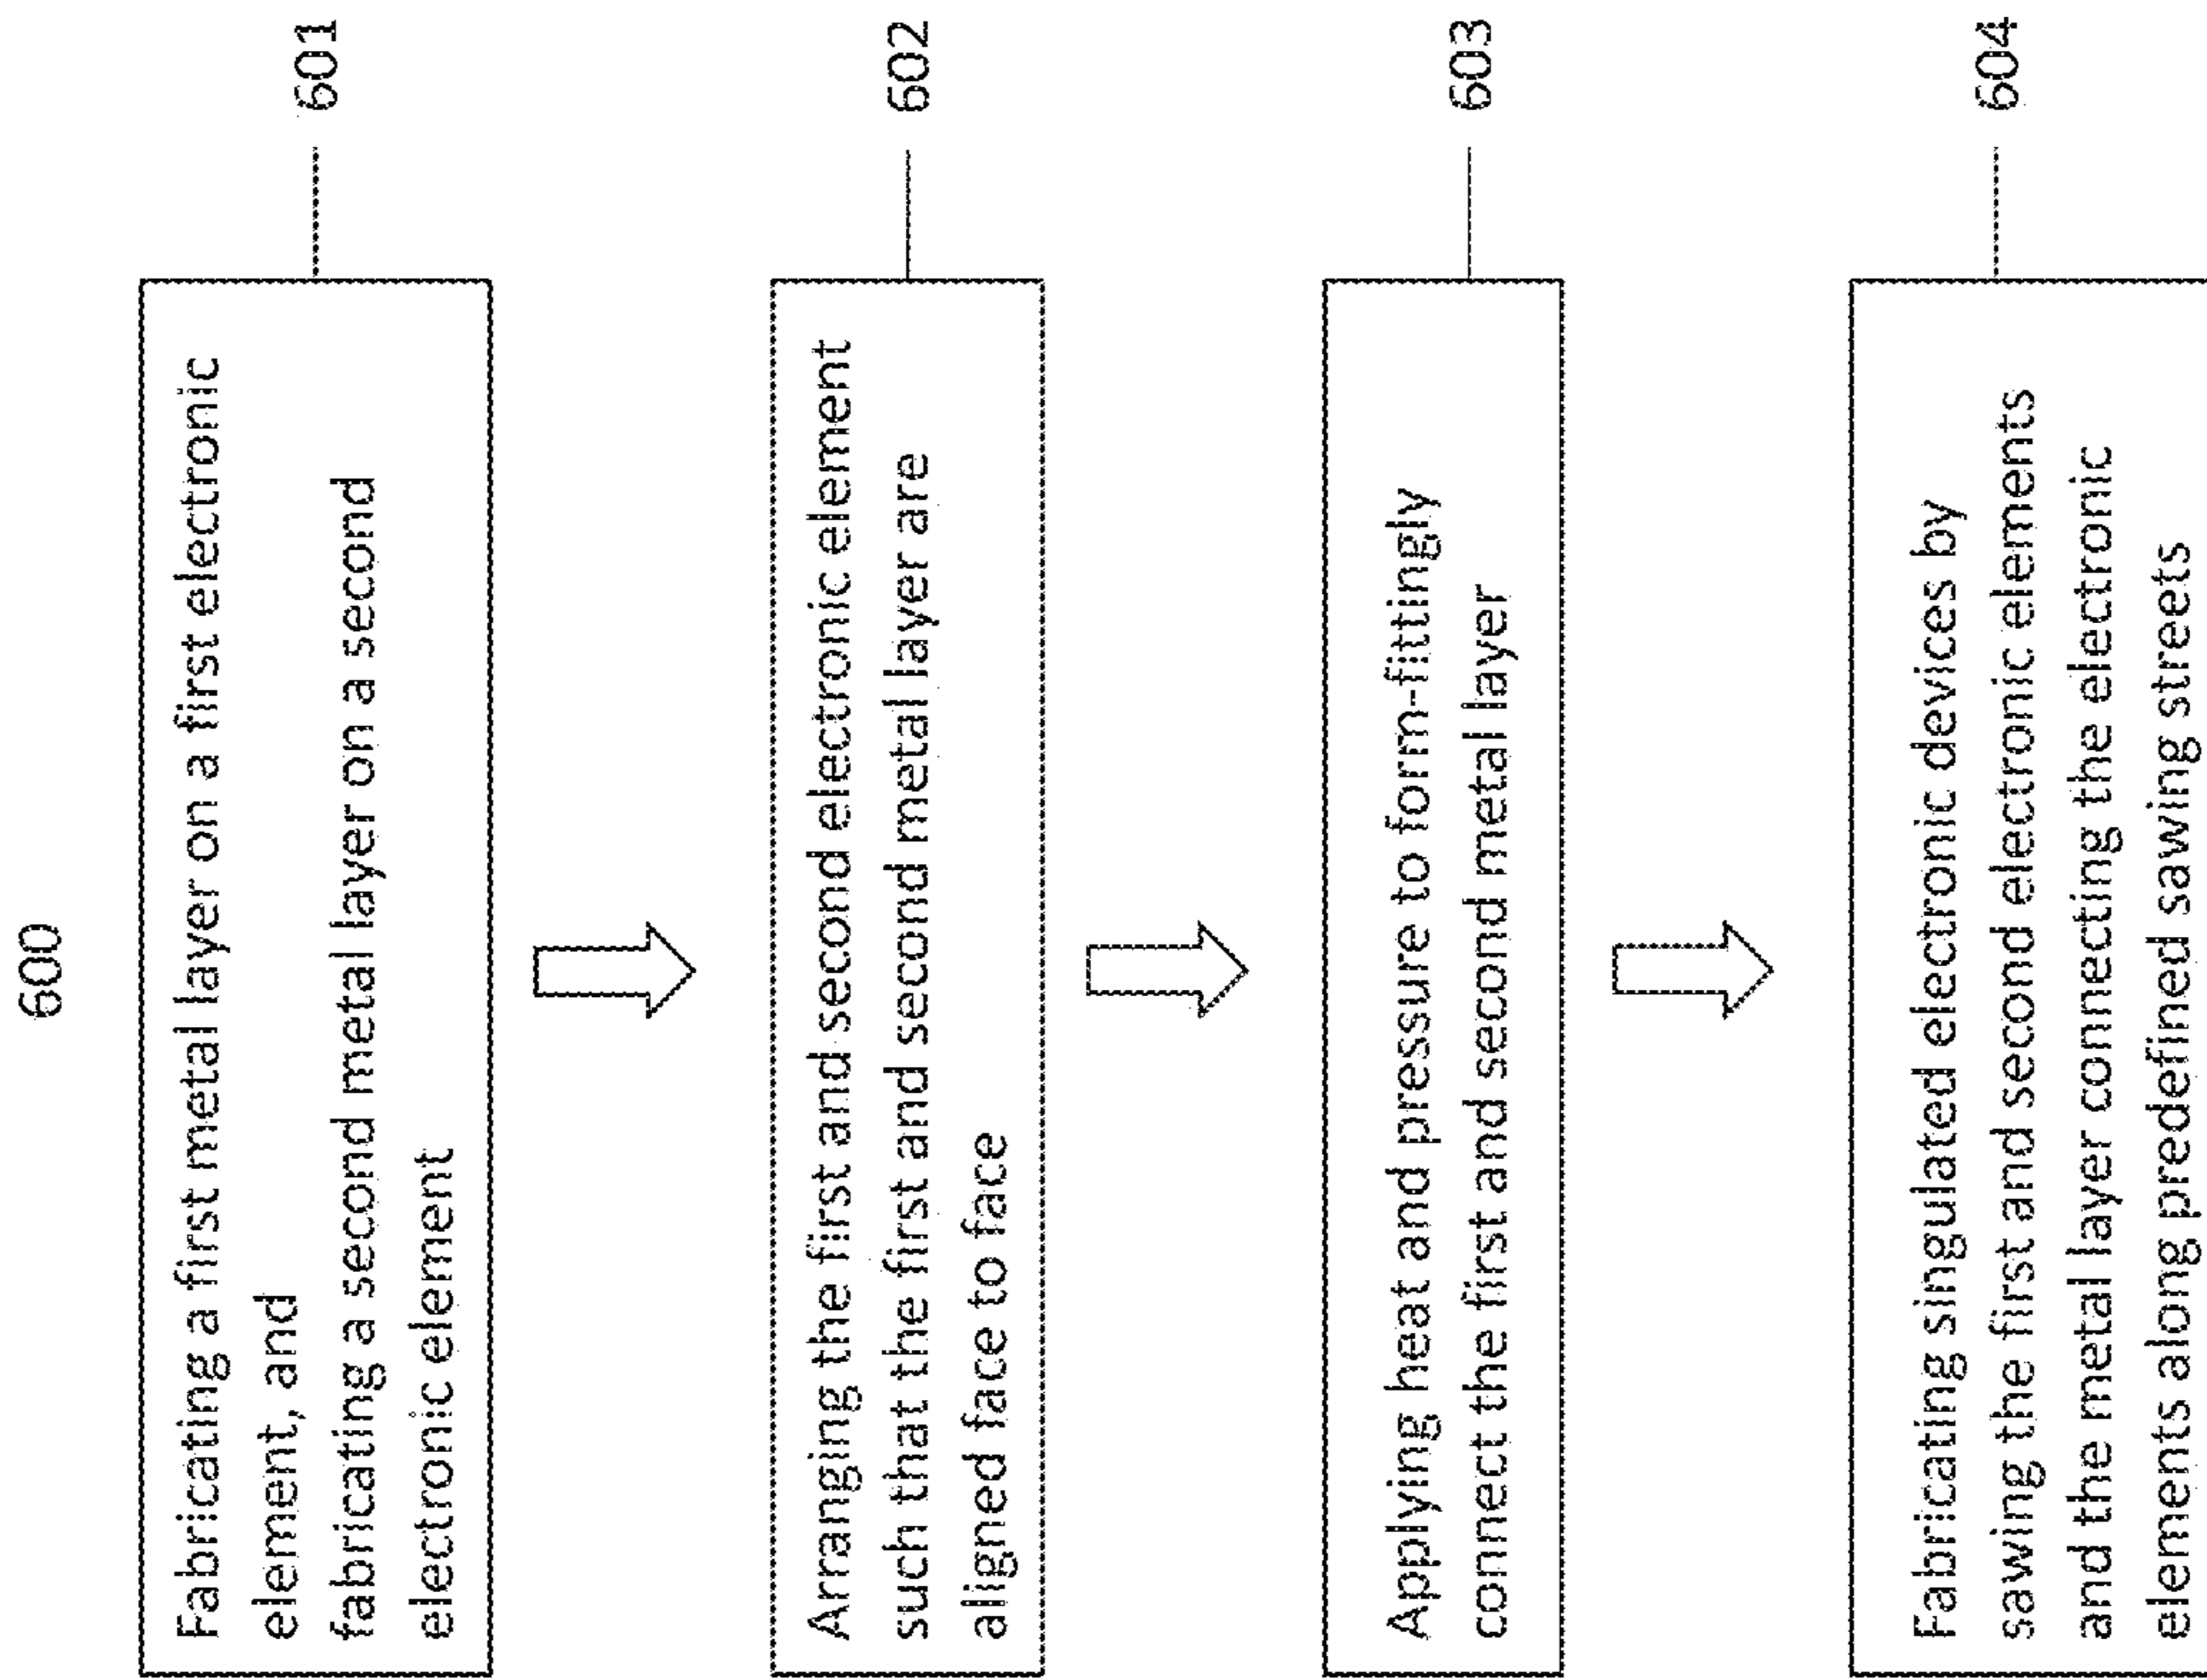 600
Fabricating a first metal layer on a first electronic
element, and
fabricating a second metal layer on a second
electronic element
601
Arranging the first and second electronic element
such that the first and second metal layer are
aligned face to face
602
Applying heat and pressure to form-fittingly
connect the first and second metal layer
603
Fabricating singulated electronic devices by
sawing the first and second electronic elements
and the metal layer connecting the electronic
elements along predefined sawing streets
604